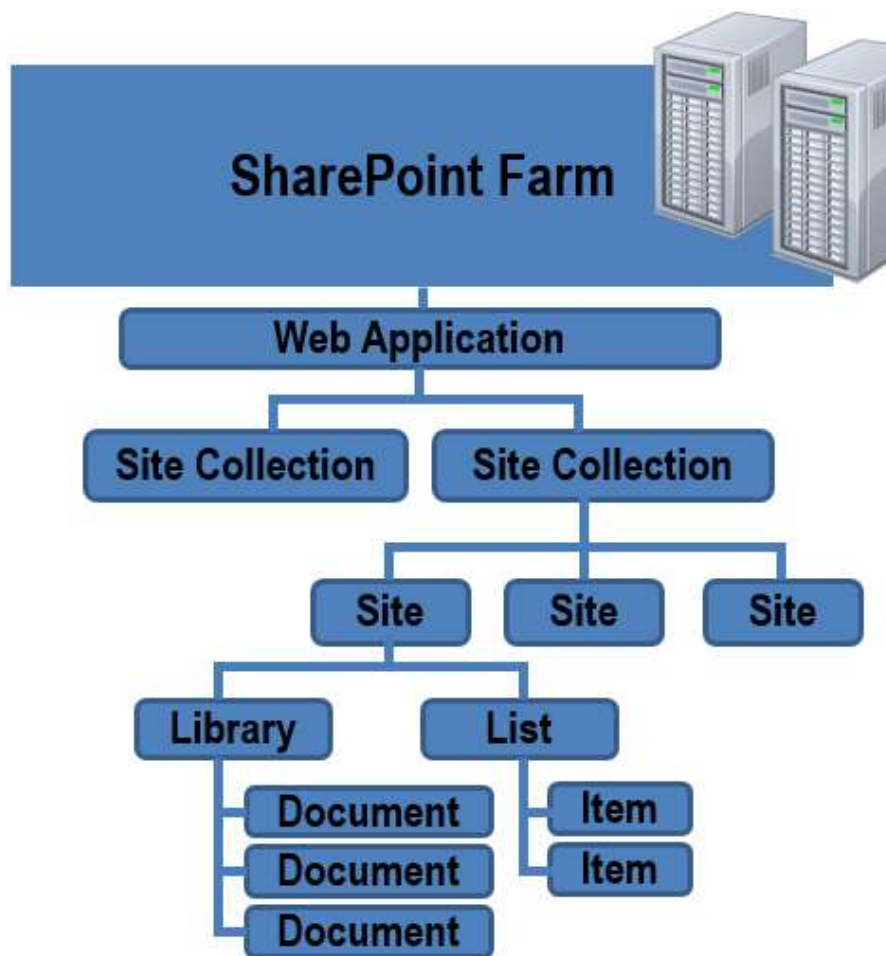 SharePoint Farm
Web Application
Site Collection
Site Collection
Site
Site
Site
Library
List
Document
Document
Document
Item
Item